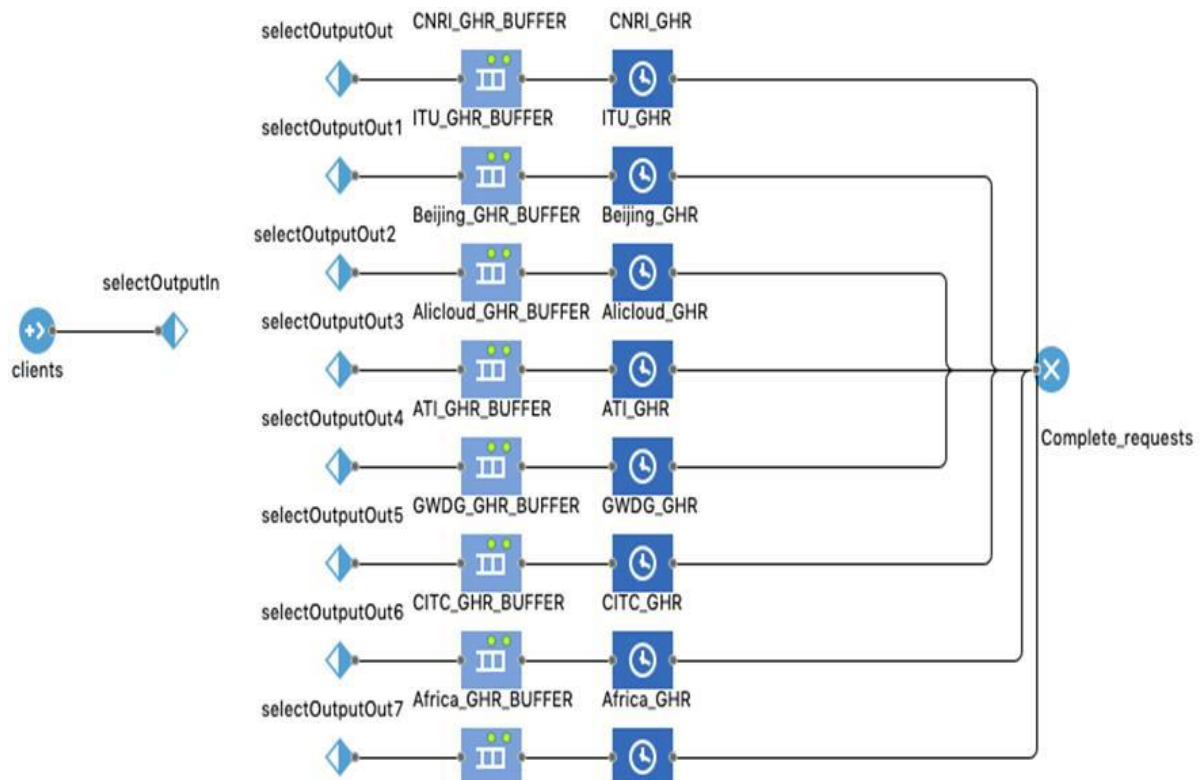 CNRI_GHR_BUFFER CNRI_GHR
selectOutputOut
ITU_GHR_BUFFER ITU_GHR
selectOutputOut1
Beijing_GHR_BUFFER Beijing_GHR
selectOutputOut2
selectOutputIn
Alicloud_GHR_BUFFER Alicloud_GHR
selectOutputOut3
clients
ATI_GHR_BUFFER ATI_GHR
selectOutputOut4
Complete_requests
GWDG_GHR_BUFFER GWDG_GHR
selectOutputOut5
CITC_GHR_BUFFER CITC_GHR
selectOutputOut6
Africa_GHR_BUFFER Africa_GHR
selectOutputOut7